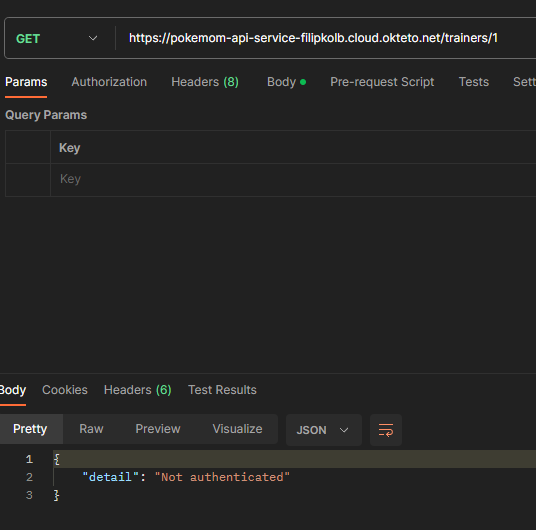 GET https://pokemom-api-service-filipkolb.cloud.okteto.net/trainers/1
Params Authorization Headers (8) Body Pre-request Script Tests Sett
Query Params
Key
Key
Body Cookies Headers (6) Test Results
Pretty Raw Preview Visualize JSON
1 {
2 "detail": "Not authenticated"
3 }